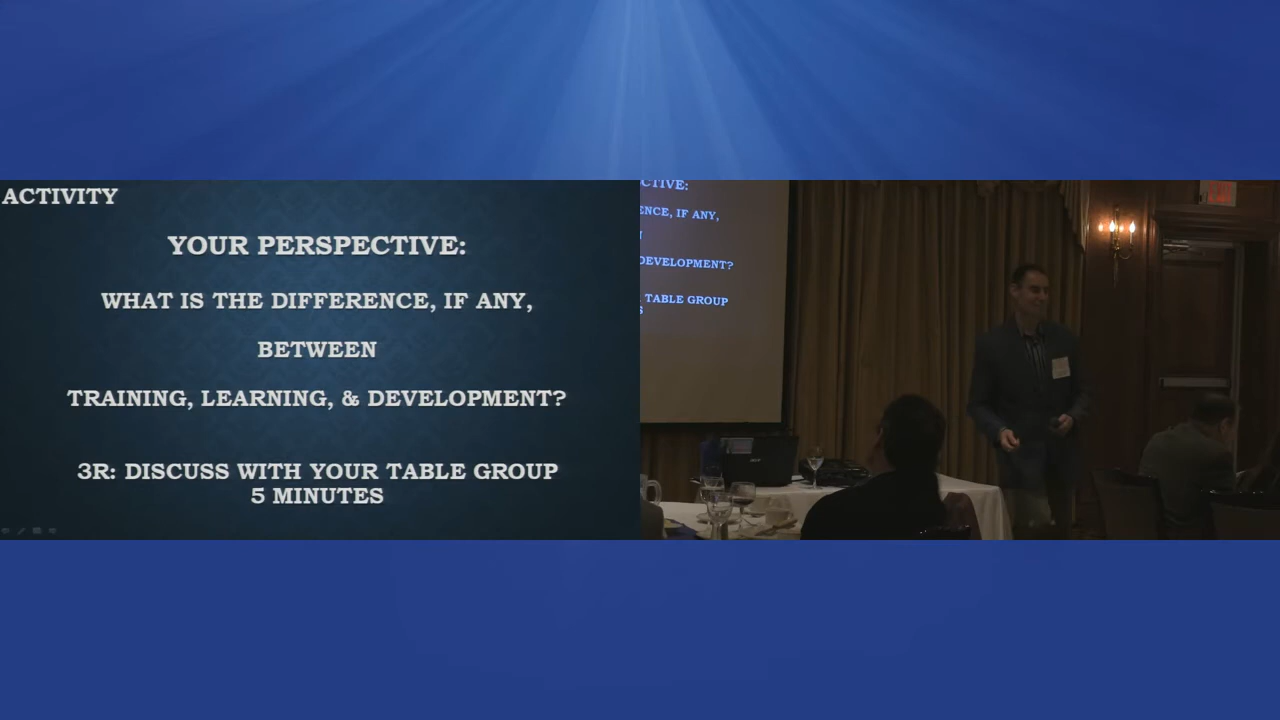 ACTIVITY
YOUR PERSPECTIVE:
WHAT IS THE DIFFERENCE, IF ANY,
BETWEEN
TRAINING, LEARNING, & DEVELOPMENT?
3R: DISCUSS WITH YOUR TABLE GROUP
5 MINUTES
CTIVE:
ENCE, IF ANY,
DEVELOPMENT?
TABLE GROUP